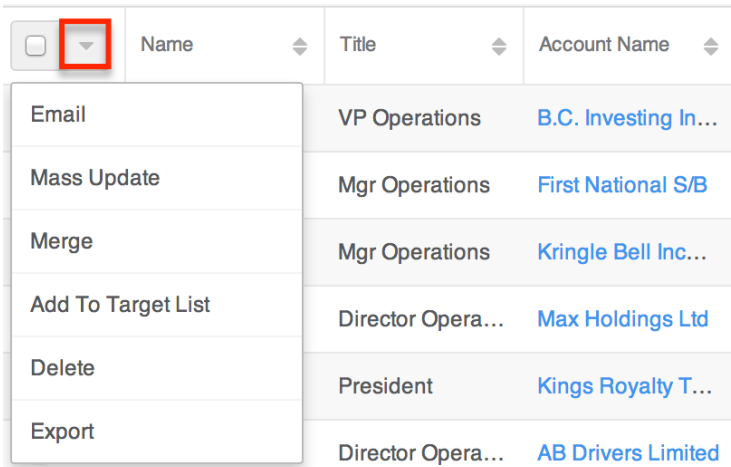 Name Title Account Name
Email
VP Operations B.C. Investing In...
Mass Update
Mgr Operations First National S/B
Merge
Mgr Operations Kringle Bell Inc...
Add To Target List
Director Opera... Max Holdings Ltd
Delete
President Kings Royalty T...
Export
Director Opera... AB Drivers Limited